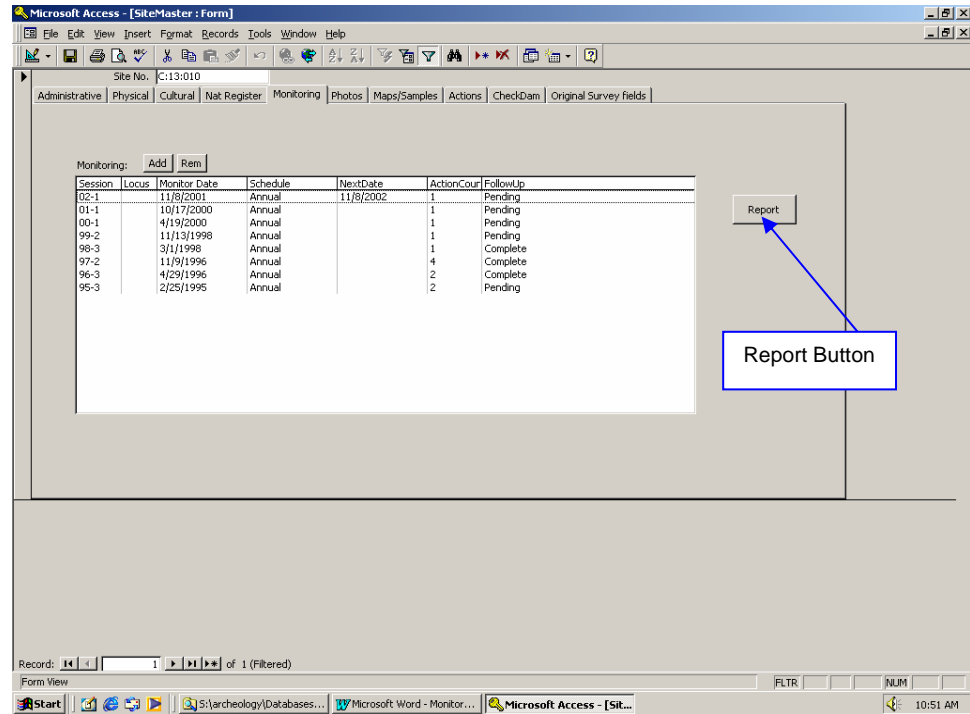 Microsoft Access - [SiteMaster : Form]
File Edit View Insert Format Records Tools Window Help
Site No. C:13:010
Administrative Physical Cultural Nat Register Monitoring Photos Maps/Samples Actions CheckDam Original Survey fields
Monitoring: Add Rem
Session Locus Monitor Date Schedule NextDate ActionCour FollowUp
02-1 11/8/2001 Annual 11/8/2002 1 Pending
01-1 10/17/2000 Annual 1 Pending
00-1 4/19/2000 Annual 1 Pending
99-2 11/13/1998 Annual 1 Pending
98-3 3/1/1998 Annual 1 Complete
97-2 11/9/1996 Annual 4 Complete
96-3 4/29/1996 Annual 2 Complete
95-3 2/25/1995 Annual 2 Pending
Report
Report Button
Record: 1 of 1 (Filtered)
Form View FLTR NUM
Start S:\archeology\Databases... Microsoft Word - Monitor... Microsoft Access - [Sit... 10:51 AM